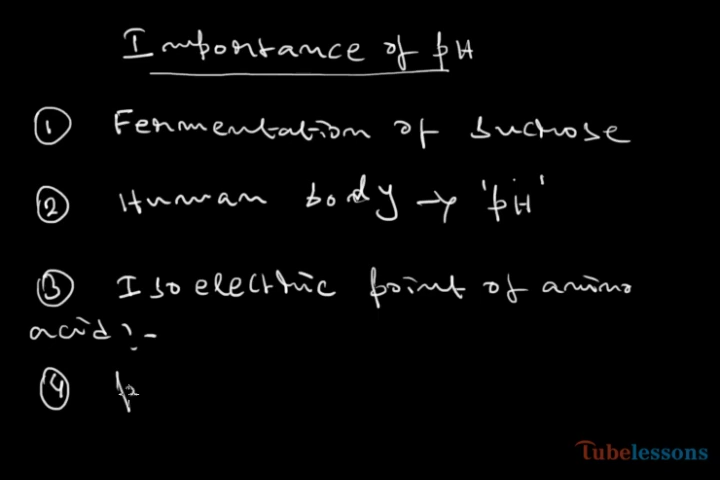 Importance of pH
① Fermentation of sucrose
② Human body → 'pH'
③ Isoelectric point of amino
acid :-
④
Tubelessons